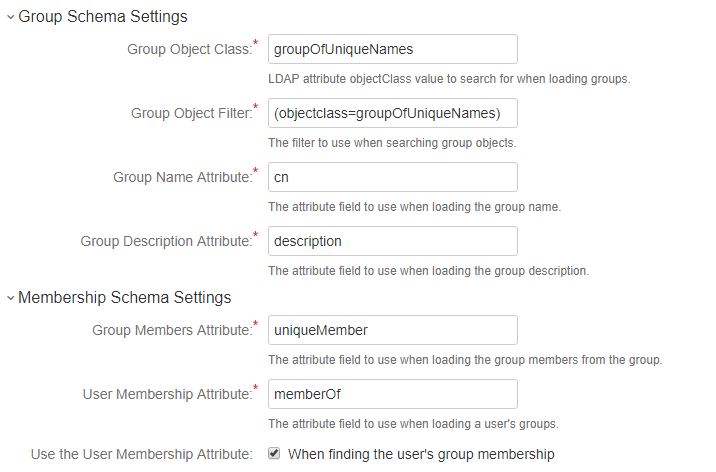 Group Schema Settings
Group Object Class:* groupOfUniqueNames
LDAP attribute objectClass value to search for when loading groups.
Group Object Filter:* (objectclass=groupOfUniqueNames)
The filter to use when searching group objects.
Group Name Attribute:* cn
The attribute field to use when loading the group name.
Group Description Attribute:* description
The attribute field to use when loading the group description.
Membership Schema Settings
Group Members Attribute:* uniqueMember
The attribute field to use when loading the group members from the group.
User Membership Attribute:* memberOf
The attribute field to use when loading a user's groups.
Use the User Membership Attribute: When finding the user's group membership